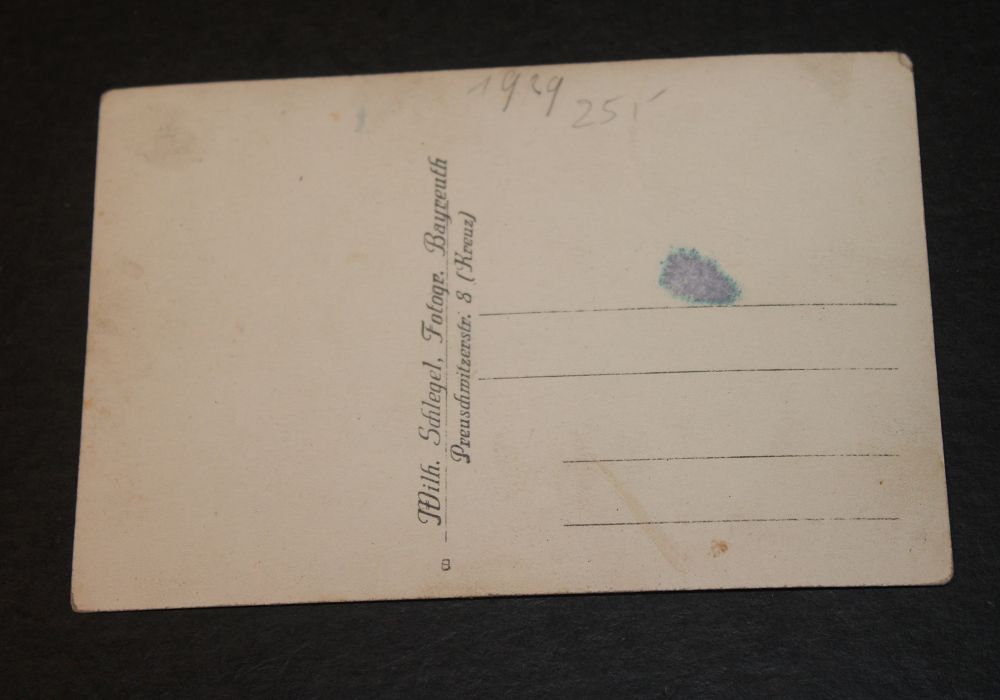 1929
25,-
Wilh. Schlegel, Fotogr. Bayreuth
Preuschwitzerstr. 8 (Kreuz)